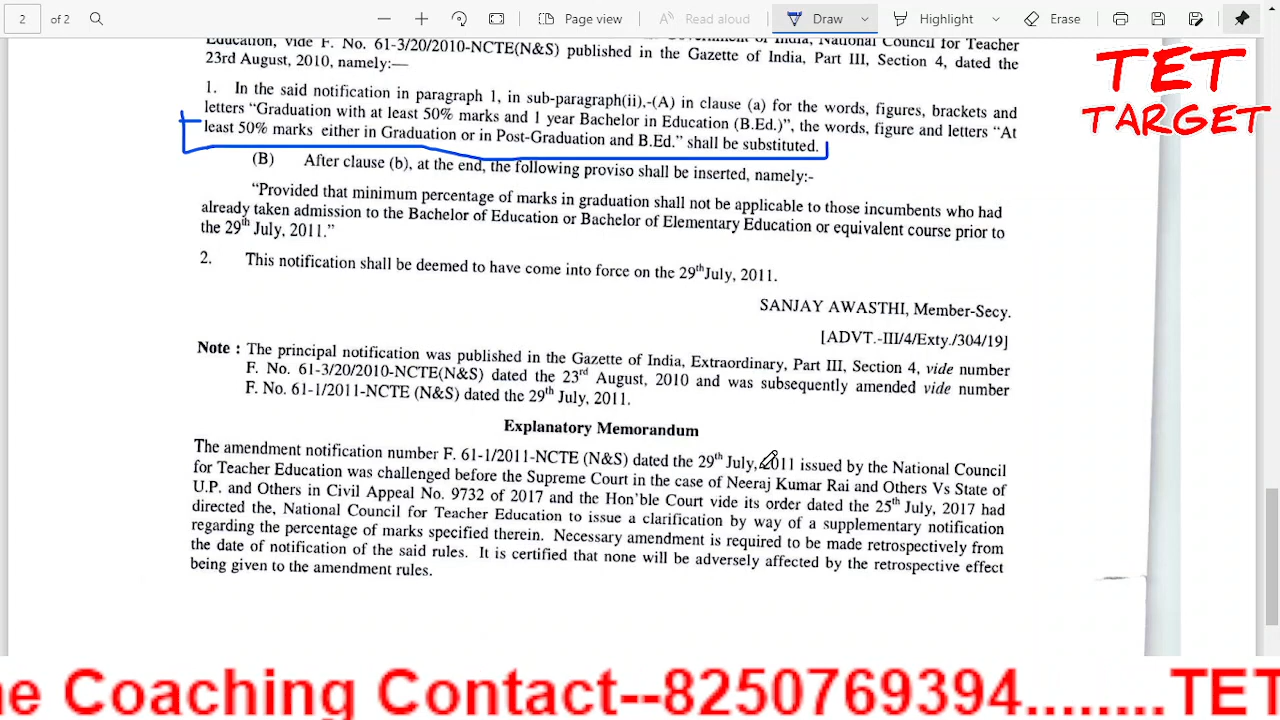 2 of 2 Page view Read aloud Draw Highlight Erase
TET
TARGET
Education, vide F. No. 61-3/20/2010-NCTE(N&S) published in the Gazette of India, Part III, Section 4, dated the
23rd August, 2010, namely:—
1. In the said notification in paragraph 1, in sub-paragraph(ii),-(A) in clause (a) for the words, figures, brackets and
letters “Graduation with at least 50% marks and 1 year Bachelor in Education (B.Ed.)”, the words, figure and letters “At
least 50% marks either in Graduation or in Post-Graduation and B.Ed.” shall be substituted.
(B) After clause (b), at the end, the following proviso shall be inserted, namely:-
“Provided that minimum percentage of marks in graduation shall not be applicable to those incumbents who had
already taken admission to the Bachelor of Education or Bachelor of Elementary Education or equivalent course prior to
the 29th July, 2011.”
2. This notification shall be deemed to have come into force on the 29thJuly, 2011.
SANJAY AWASTHI, Member-Secy.
[ADVT.-III/4/Exty./304/19]
Note : The principal notification was published in the Gazette of India, Extraordinary, Part III, Section 4, vide number
F. No. 61-3/20/2010-NCTE(N&S) dated the 23rd August, 2010 and was subsequently amended vide number
F. No. 61-1/2011-NCTE (N&S) dated the 29th July, 2011.
Explanatory Memorandum
The amendment notification number F. 61-1/2011-NCTE (N&S) dated the 29th July, 2011 issued by the National Council
for Teacher Education was challenged before the Supreme Court in the case of Neeraj Kumar Rai and Others Vs State of
U.P. and Others in Civil Appeal No. 9732 of 2017 and the Hon'ble Court vide its order dated the 25th July, 2017 had
directed the, National Council for Teacher Education to issue a clarification by way of a supplementary notification
regarding the percentage of marks specified therein. Necessary amendment is required to be made retrospectively from
the date of notification of the said rules. It is certified that none will be adversely affected by the retrospective effect
being given to the amendment rules.
ne Coaching Contact--8250769394........TET